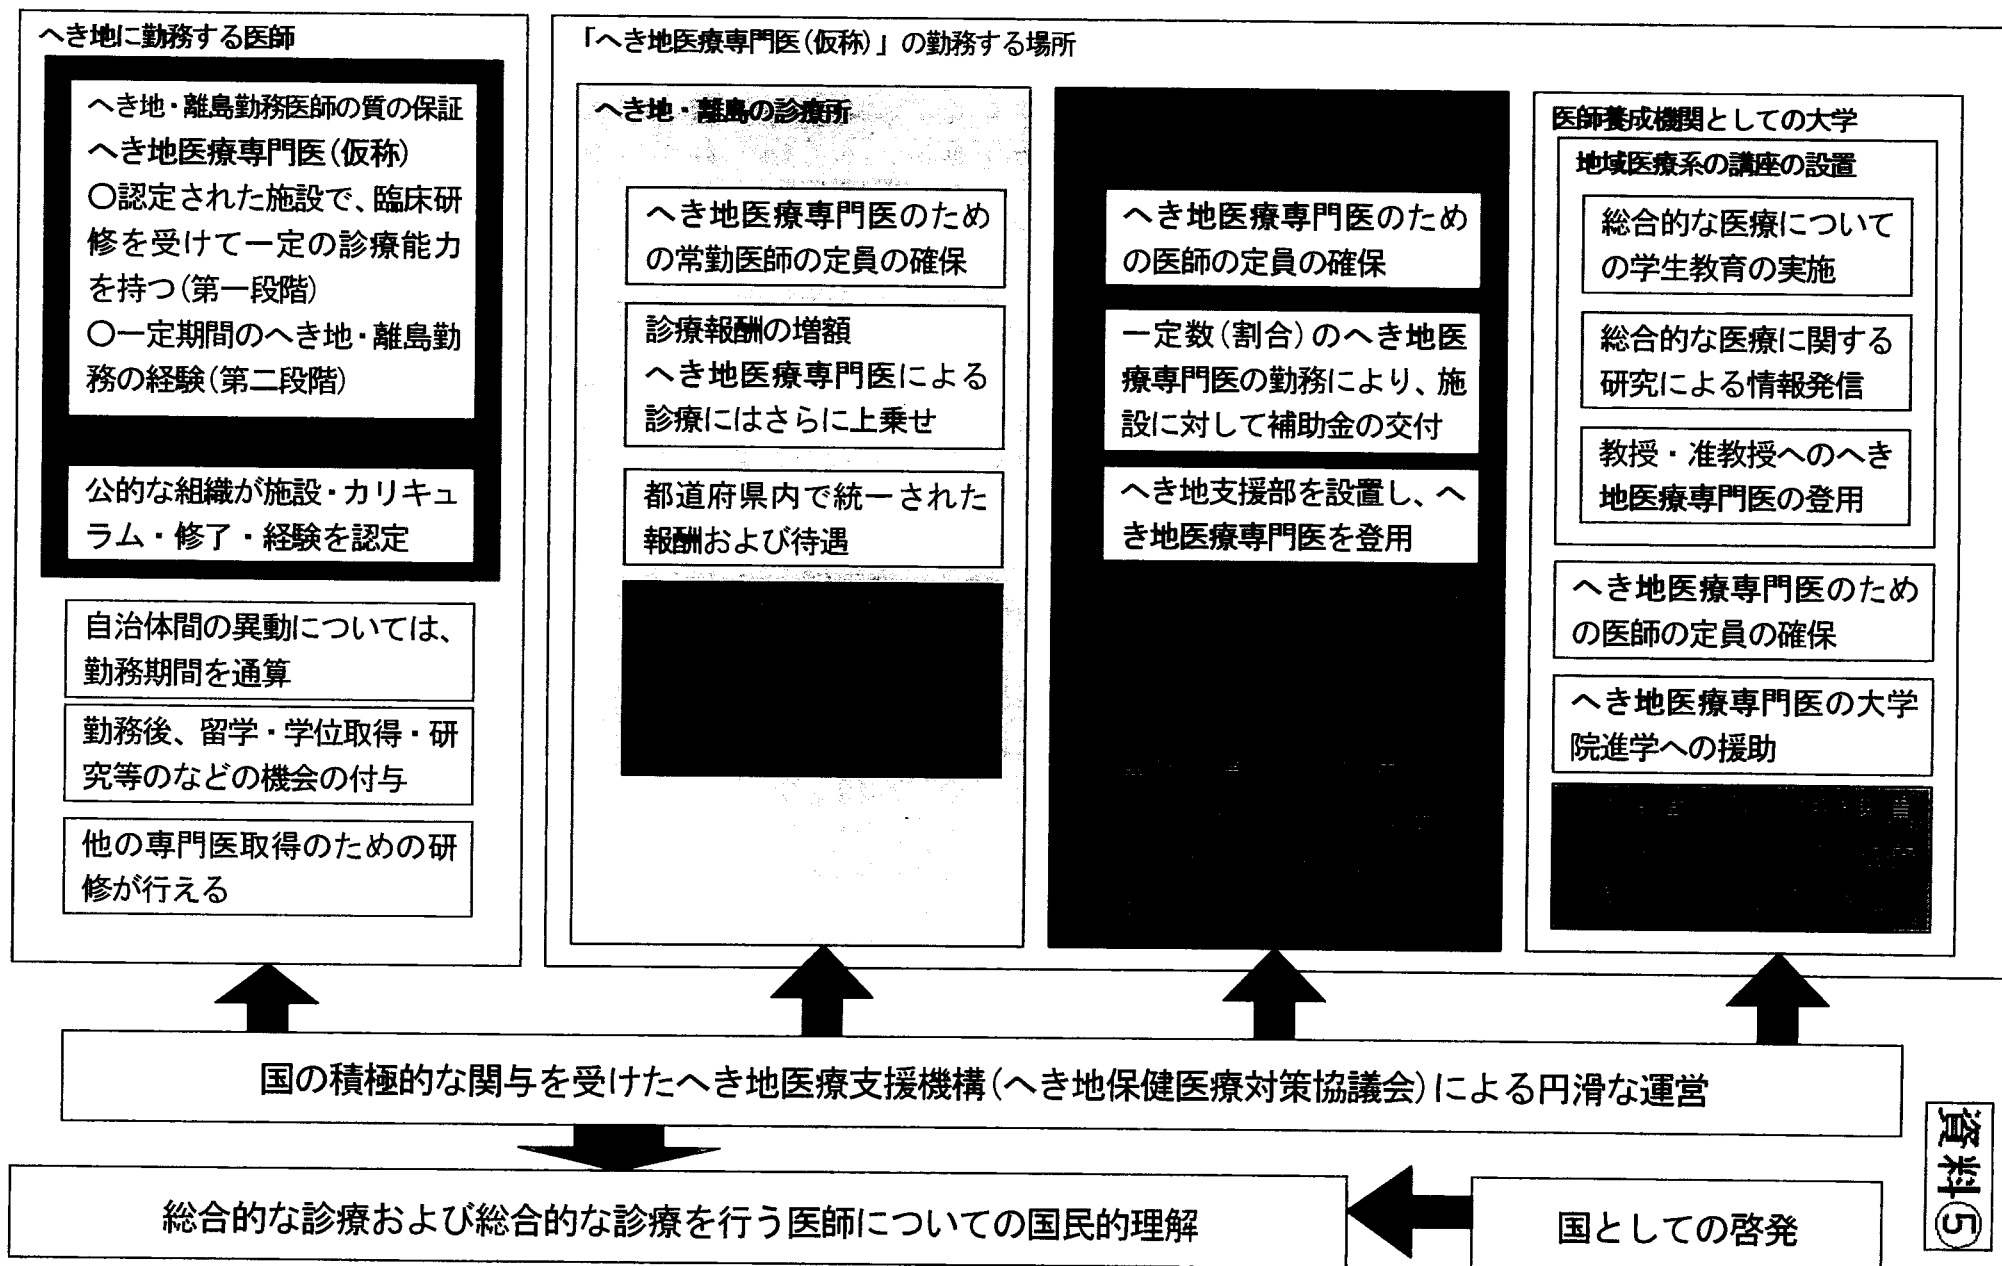 へき地に勤務する医師
へき地・離島勤務医師の質の保証
へき地医療専門医(仮称)
○認定された施設で、臨床研
修を受けて一定の診療能力
を持つ(第一段階)
○一定期間のへき地・離島勤
務の経験(第二段階)
公的な組織が施設・カリキュ
ラム・修了・経験を認定
自治体間の異動については、
勤務期間を通算
勤務後、留学・学位取得・研
究等のなどの機会の付与
他の専門医取得のための研
修が行える
「へき地医療専門医(仮称)」の勤務する場所
へき地・離島の診療所
へき地医療専門医のため
の常勤医師の定員の確保
診療報酬の増額
へき地医療専門医による
診療にはさらに上乗せ
都道府県内で統一された
報酬および待遇
へき地医療専門医のため
の医師の定員の確保
一定数(割合)のへき地医
療専門医の勤務により、施
設に対して補助金の交付
へき地支援部を設置し、へ
き地医療専門医を登用
医師養成機関としての大学
地域医療系の講座の設置
総合的な医療について
の学生教育の実施
総合的な医療に関する
研究による情報発信
教授・准教授へのへき
地医療専門医の登用
へき地医療専門医のため
の医師の定員の確保
へき地医療専門医の大学
院進学への援助
国の積極的な関与を受けたへき地医療支援機構(へき地保健医療対策協議会)による円滑な運営
総合的な診療および総合的な診療を行う医師についての国民的理解
国としての啓発
資料⑤